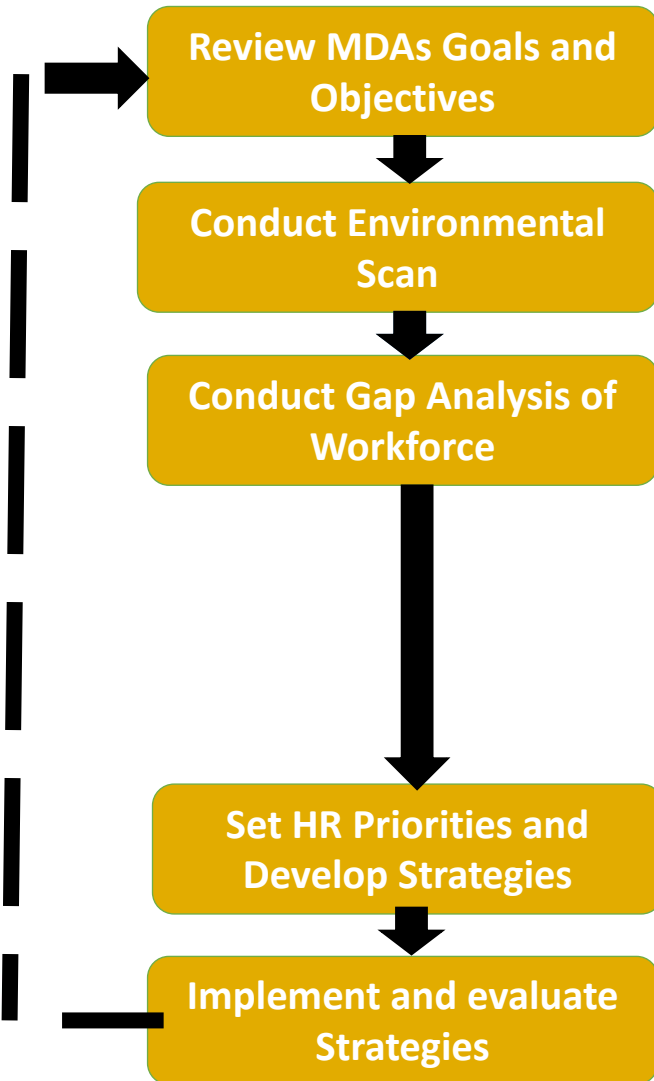 Review MDAs Goals and
Objectives
Conduct Environmental
Scan
Conduct Gap Analysis of
Workforce
Set HR Priorities and
Develop Strategies
Implement and evaluate
Strategies